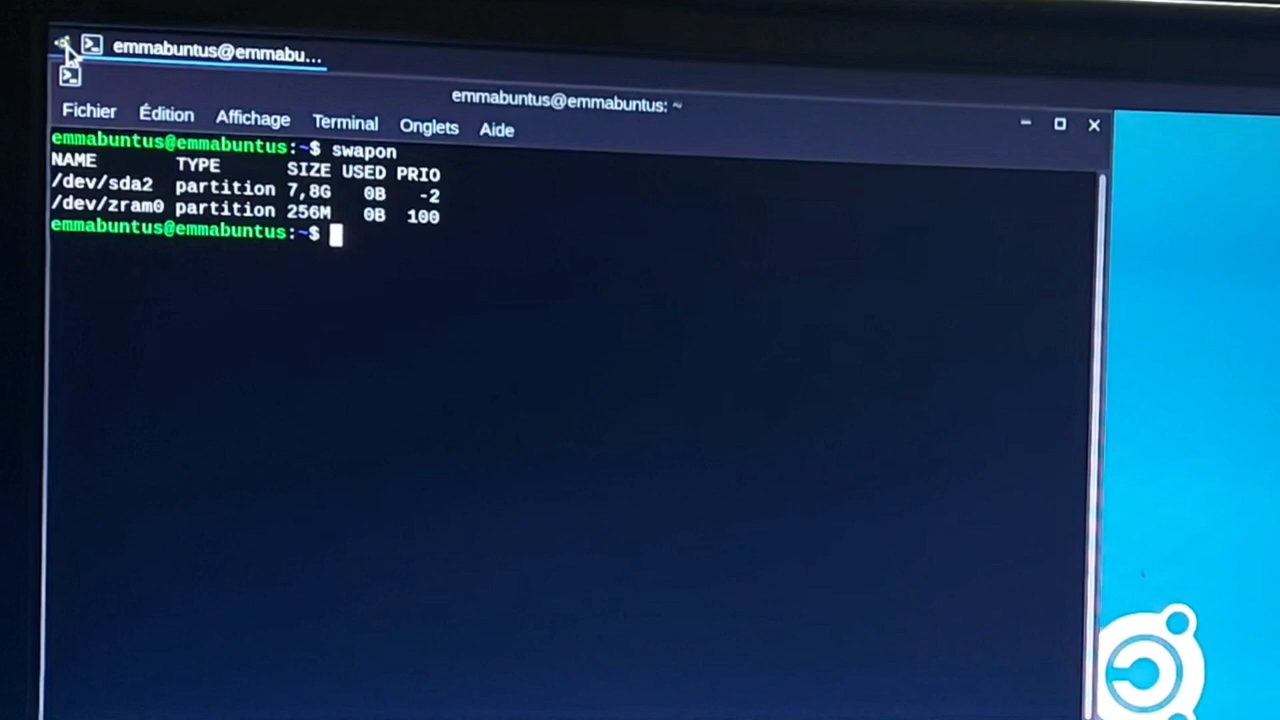 emmabuntus@emmabu...
emmabuntus@emmabuntus: ~
Fichier Édition Affichage Terminal Onglets Aide
emmabuntus@emmabuntus:~$ swapon
NAME TYPE SIZE USED PRIO
/dev/sda2 partition 7,8G 0B -2
/dev/zram0 partition 256M 0B 100
emmabuntus@emmabuntus:~$